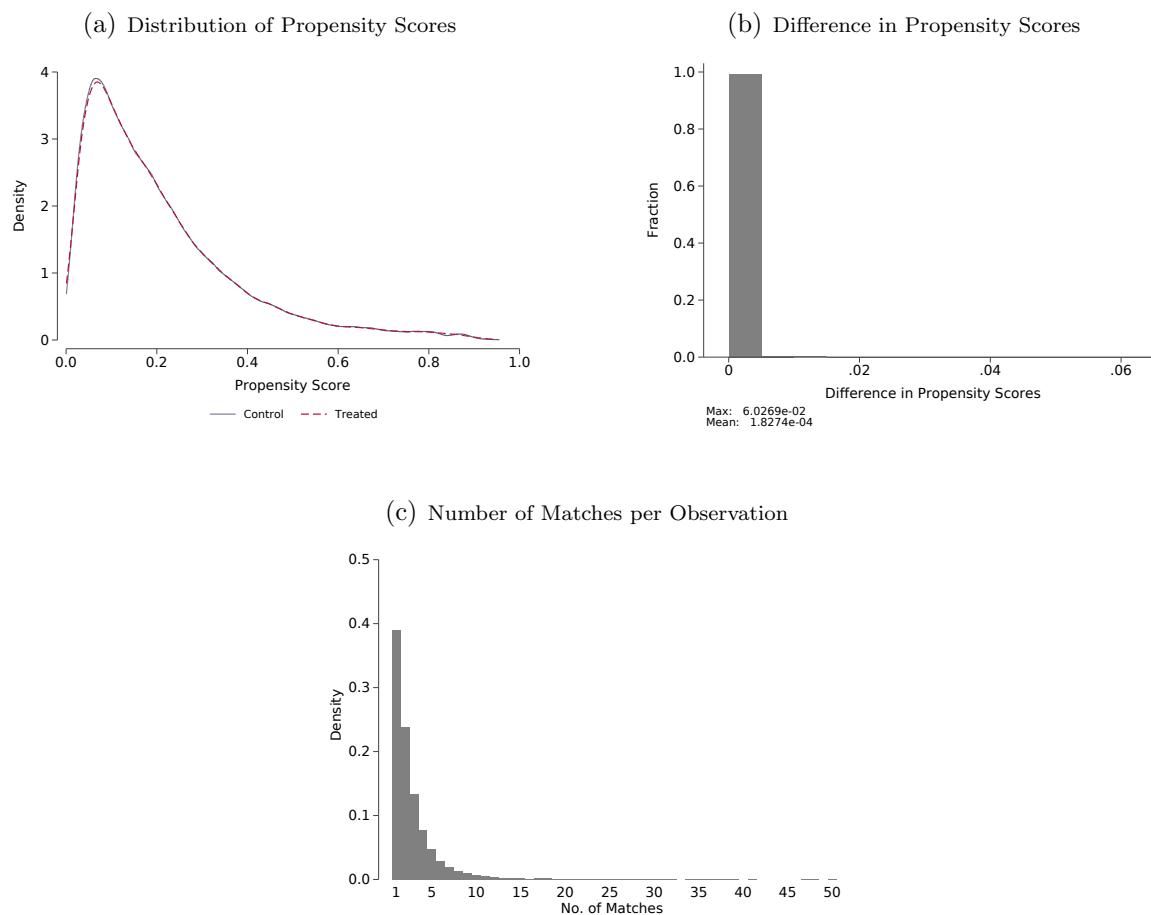 (a) Distribution of Propensity Scores
4
3
2
1
0
Density
0.0 0.2 0.4 0.6 0.8 1.0
Propensity Score
Control Treated
(b) Difference in Propensity Scores
1.0
0.8
0.6
0.4
0.2
0.0
Fraction
0 .02 .04 .06
Difference in Propensity Scores
Max: 6.0269e-02
Mean: 1.8274e-04
(c) Number of Matches per Observation
0.5
0.4
0.3
0.2
0.1
0.0
Density
1 5 10 15 20 25 30 35 40 45 50
No. of Matches